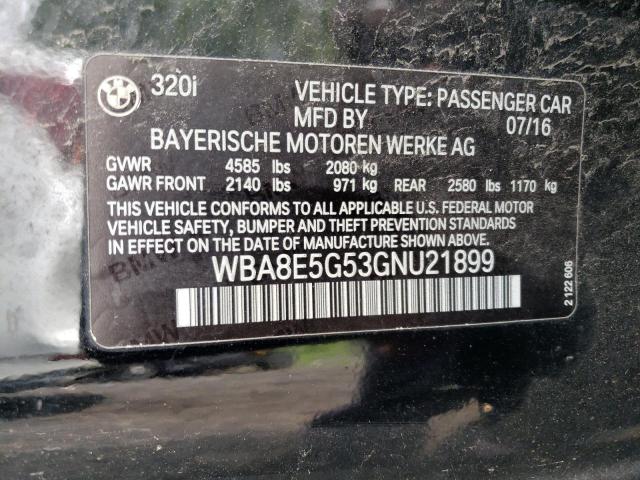 320i VEHICLE TYPE: PASSENGER CAR
MFD BY 07/16
BAYERISCHE MOTOREN WERKE AG
GVWR 4585 lbs 2080 kg
GAWR FRONT 2140 lbs 971 kg REAR 2580 lbs 1170 kg
THIS VEHICLE CONFORMS TO ALL APPLICABLE U.S. FEDERAL MOTOR
VEHICLE SAFETY, BUMPER AND THEFT PREVENTION STANDARDS
IN EFFECT ON THE DATE OF MANUFACTURE SHOWN ABOVE.
WBA8E5G53GNU21899
2 122 606